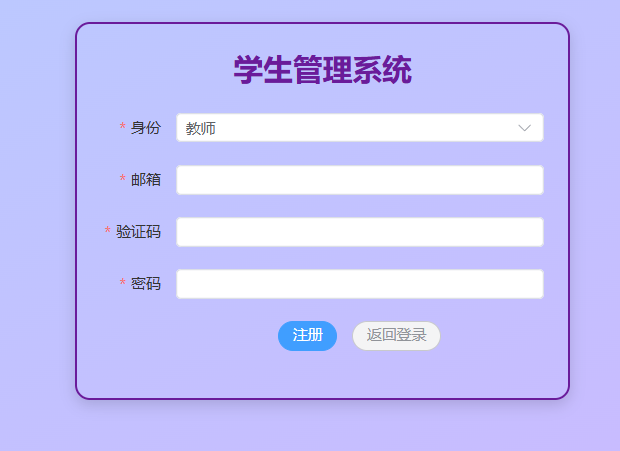 学生管理系统
* 身份 教师
* 邮箱
* 验证码
* 密码
注册 返回登录